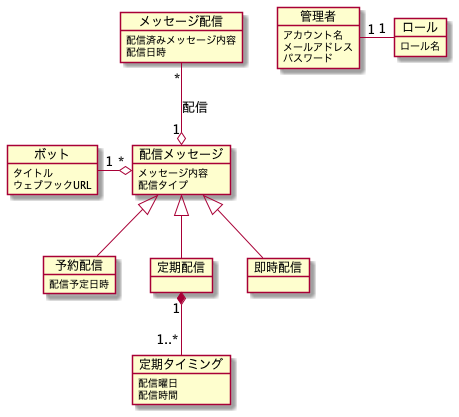 メッセージ配信
配信済みメッセージ内容
配信日時
管理者
アカウント名
メールアドレス
パスワード
1 1
ロール
ロール名
*
配信
1
ボット
タイトル
ウェブフックURL
1 *
配信メッセージ
メッセージ内容
配信タイプ
予約配信
配信予定日時
定期配信
即時配信
1
1..*
定期タイミング
配信曜日
配信時間